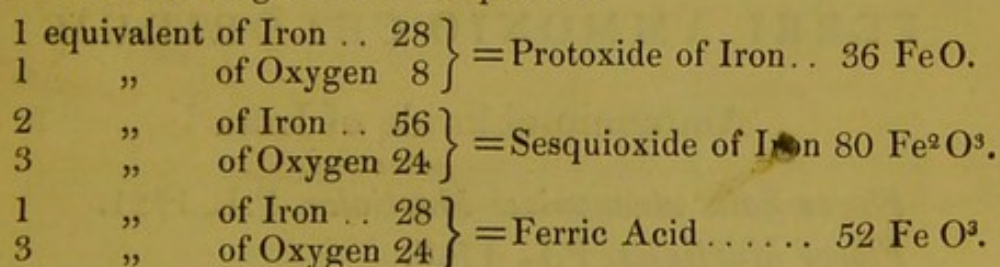 1 equivalent of Iron .. 28 } =Protoxide of Iron.. 36 FeO.
1 „ of Oxygen 8
2 „ of Iron .. 56 } =Sesquioxide of Iron 80 Fe²O³.
3 „ of Oxygen 24
1 „ of Iron .. 28 } =Ferric Acid...... 52 Fe O³.
3 „ of Oxygen 24